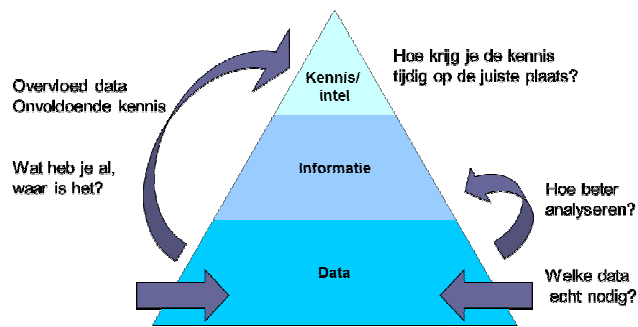 Hoe krijg je de kennis
tijdig op de juiste plaats?
Kennis/
intel
Overvloed data
Onvoldoende kennis
Wat heb je al,
waar is het?
Informatie
Hoe beter
analyseren?
Data
Welke data
echt nodig?